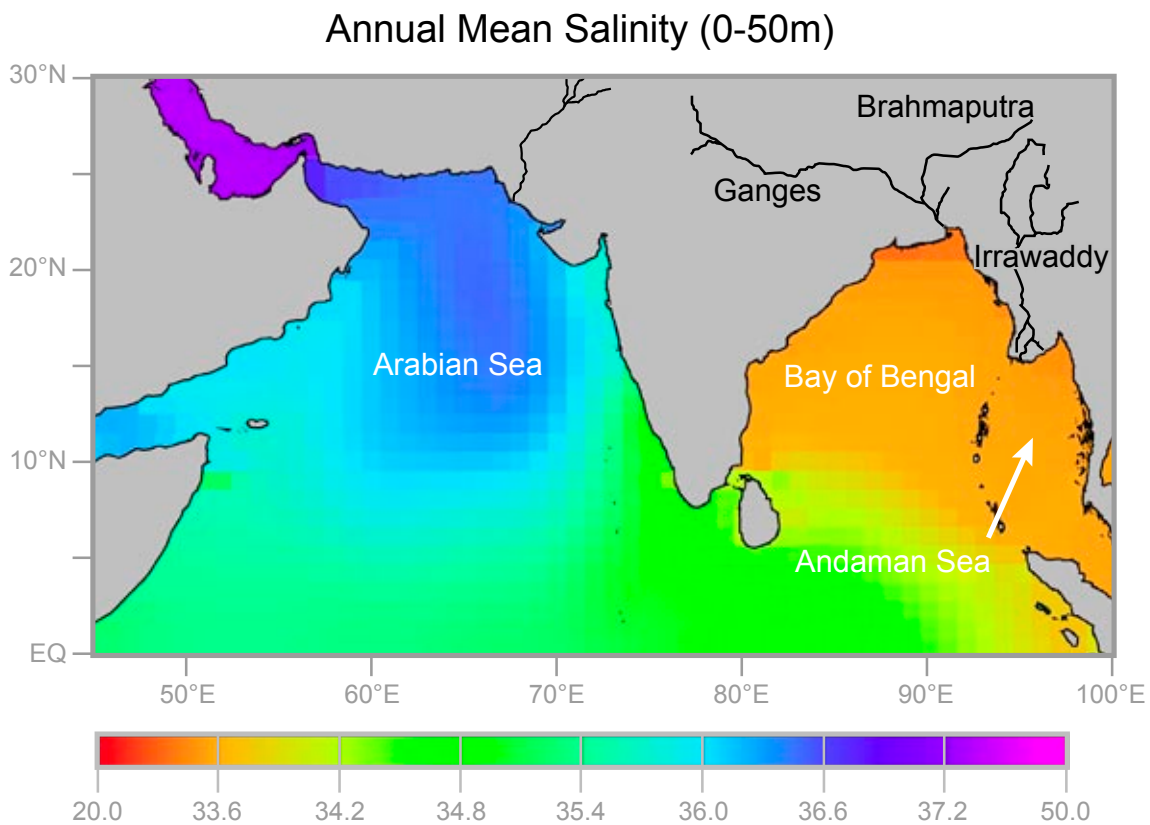 Annual Mean Salinity (0-50m)
30°N
20°N
10°N
EQ
Brahmaputra
Ganges
Irrawaddy
Arabian Sea
Bay of Bengal
Andaman Sea
50°E 60°E 70°E 80°E 90°E 100°E
20.0 33.6 34.2 34.8 35.4 36.0 36.6 37.2 50.0